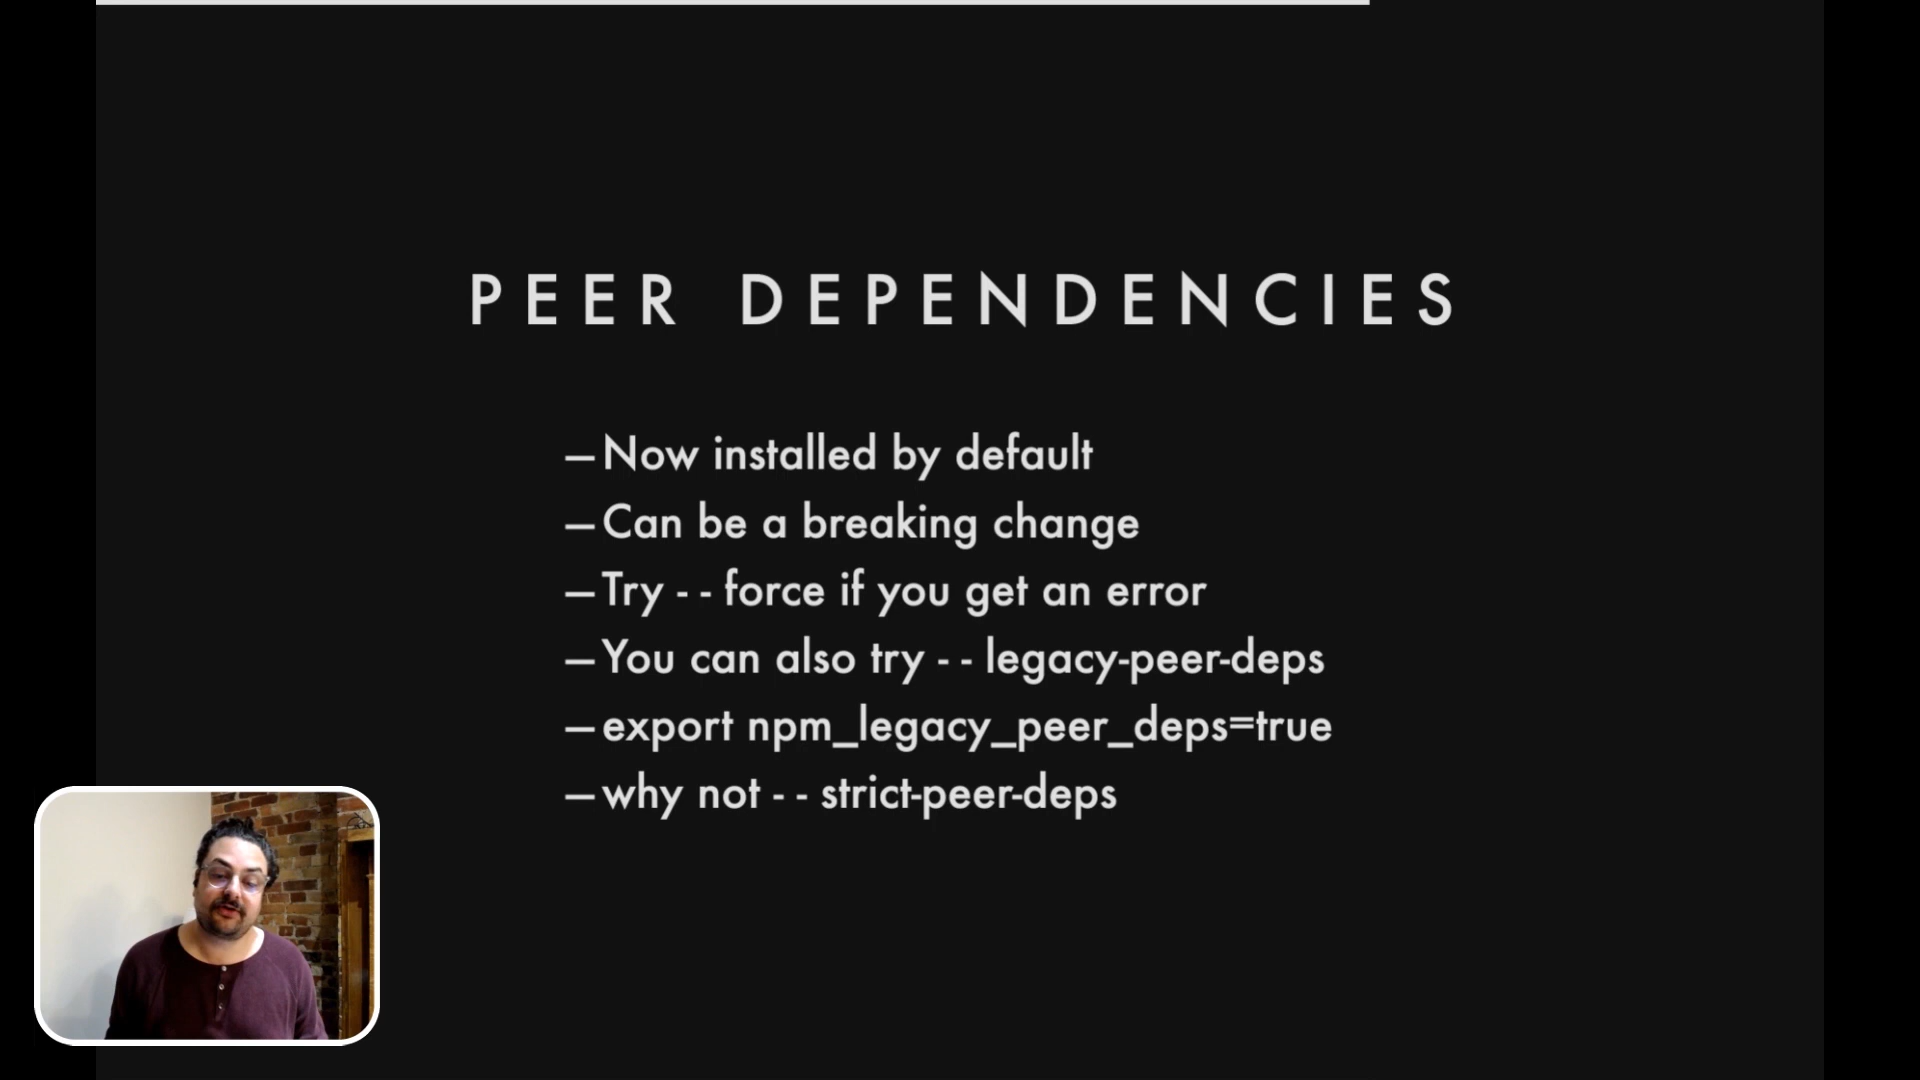 PEER DEPENDENCIES
—Now installed by default
—Can be a breaking change
—Try - - force if you get an error
—You can also try - - legacy-peer-deps
—export npm_legacy_peer_deps=true
—why not - - strict-peer-deps